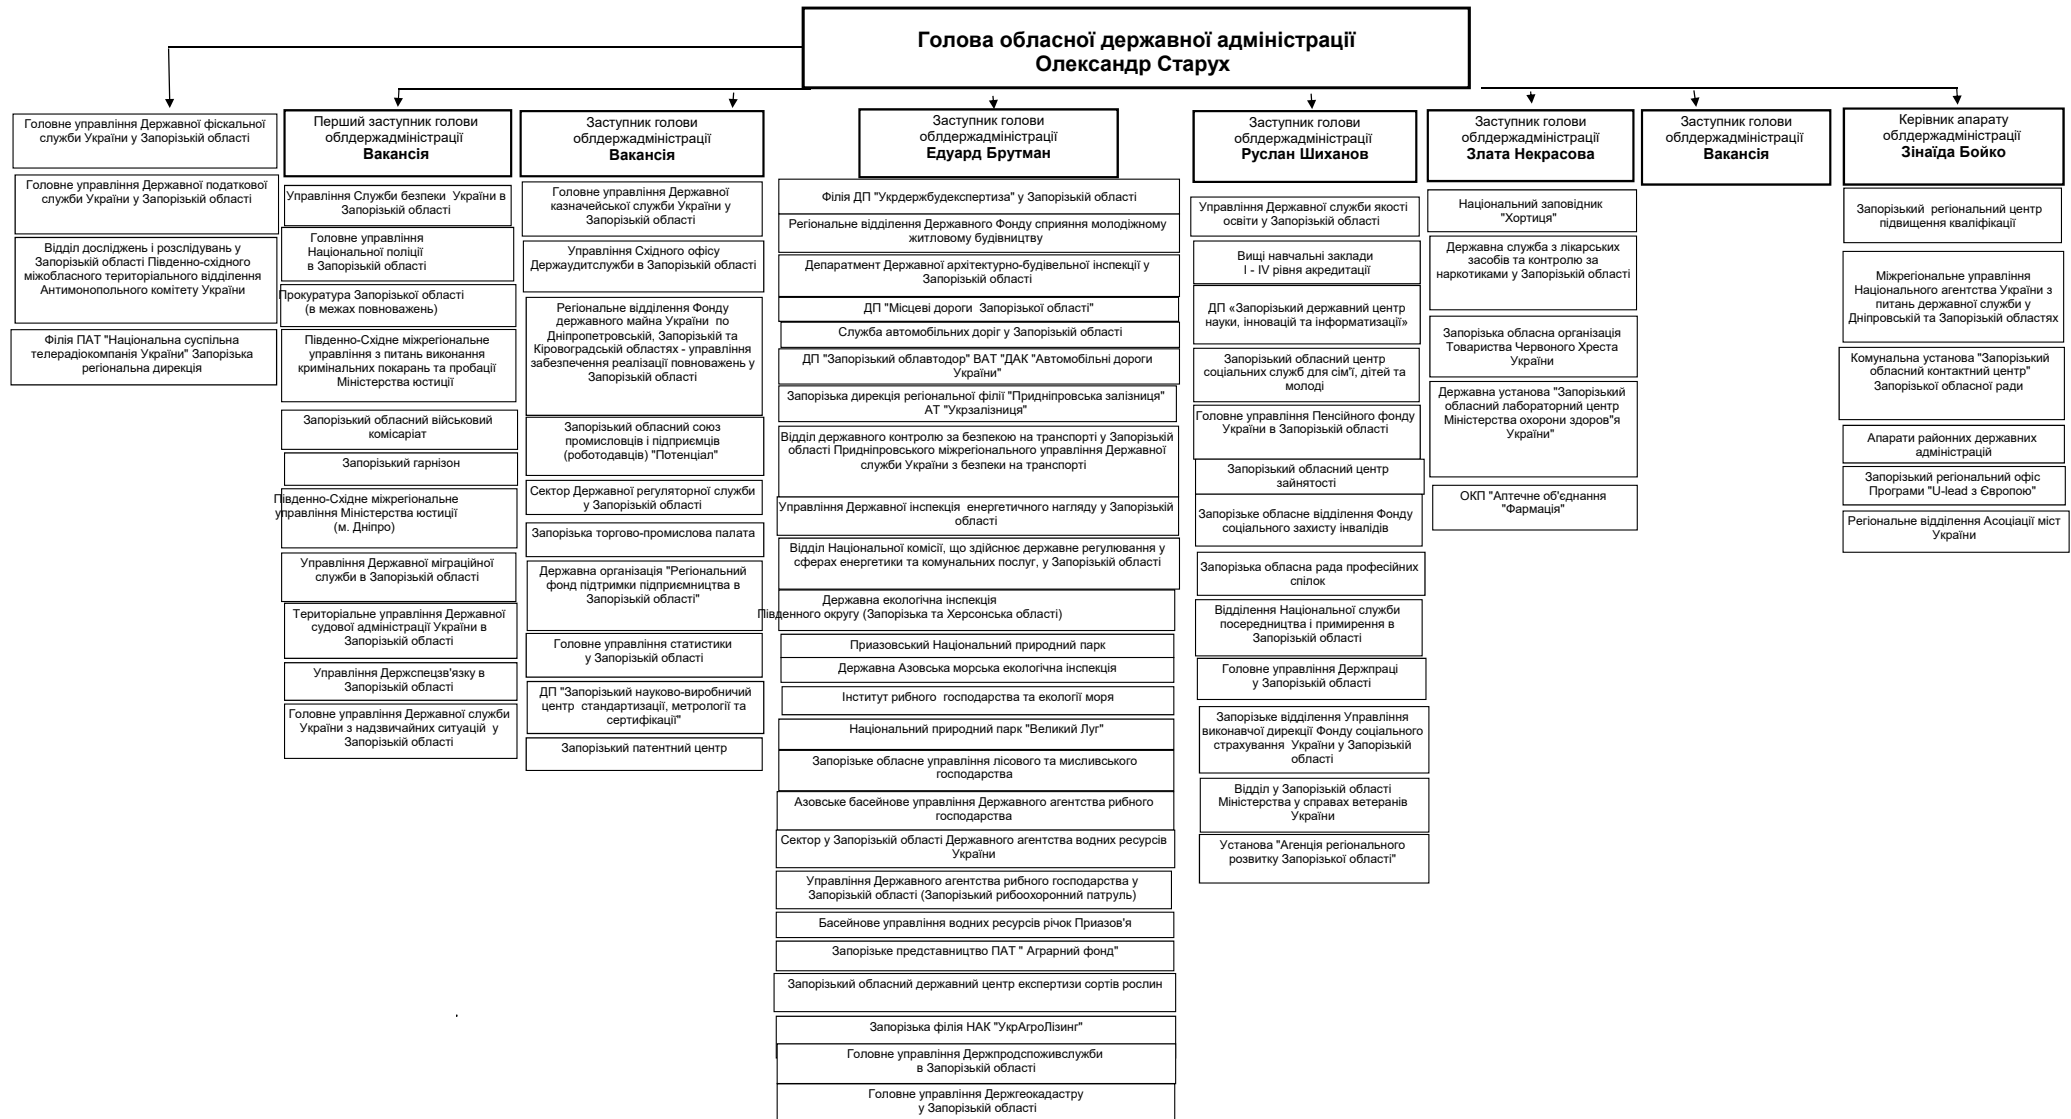 Голова обласної державної адміністрації
Олександр Старух
Головне управління Державної фіскальної
служби України у Запорізькій області
Головне управління Державної податкової
служби України у Запорізькій області
Відділ досліджень і розслідувань у
Запорізькій області Південно-східного
міжобласного територіального відділення
Антимонопольного комітету України
Філія ПАТ "Національна суспільна
телерадіокомпанія України" Запорізька
регіональна дирекція
Перший заступник голови
облдержадміністрації
Вакансія
Управління Служби безпеки України в
Запорізькій області
Головне управління
Національної поліції
в Запорізькій області
Прокуратура Запорізької області
(в межах повноважень)
Південно-Східне міжрегіональне
управління з питань виконання
кримінальних покарань та пробації
Міністерства юстиції
Запорізький обласний військовий
комісаріат
Запорізький гарнізон
Південно-Східне міжрегіональне
управління Міністерства юстиції
(м. Дніпро)
Управління Державної міграційної
служби в Запорізькій області
Територіальне управління Державної
судової адміністрації України в
Запорізькій області
Управління Держспецзв'язку в
Запорізькій області
Головне управління Державної служби
України з надзвичайних ситуацій у
Запорізькій області
Заступник голови
облдержадміністрації
Вакансія
Головне управління Державної
казначейської служби України у
Запорізькій області
Управління Східного офісу
Держаудитслужби в Запорізькій області
Регіональне відділення Фонду
державного майна України по
Дніпропетровській, Запорізькій та
Кіровоградській областях - управління
забезпечення реалізації повноважень у
Запорізькій області
Запорізький обласний союз
промисловців і підприємців
(роботодавців) "Потенціал"
Сектор Державної регуляторної служби
у Запорізькій області
Запорізька торгово-промислова палата
Державна організація "Регіональний
фонд підтримки підприємництва в
Запорізькій області"
Головне управління статистики
у Запорізькій області
ДП "Запорізький науково-виробничий
центр стандартизації, метрології та
сертифікації"
Запорізький патентний центр
Заступник голови
облдержадміністрації
Едуард Брутман
Філія ДП "Укрдержбудекспертиза" у Запорізькій області
Регіональне відділення Державного Фонду сприяння молодіжному
житловому будівництву
Департамент Державної архітектурно-будівельної інспекції у
Запорізькій області
ДП "Місцеві дороги Запорізької області"
Служба автомобільних доріг у Запорізькій області
ДП "Запорізький облавтодор" ВАТ "ДАК "Автомобільні дороги
України"
Запорізька дирекція регіональної філії "Придніпровська залізниця"
АТ "Укрзалізниця"
Відділ державного контролю за безпекою на транспорті у Запорізькій
області Придніпровського міжрегіонального управління Державної
служби України з безпеки на транспорті
Управління Державної інспекція енергетичного нагляду у Запорізькій
області
Відділ Національної комісії, що здійснює державне регулювання у
сферах енергетики та комунальних послуг, у Запорізькій області
Державна екологічна інспекція
Південного округу (Запорізька та Херсонська області)
Приазовський Національний природний парк
Державна Азовська морська екологічна інспекція
Інститут рибного господарства та екології моря
Національний природний парк "Великий Луг"
Запорізьке обласне управління лісового та мисливського
господарства
Азовське басейнове управління Державного агентства рибного
господарства
Сектор у Запорізькій області Державного агентства водних ресурсів
України
Управління Державного агентства рибного господарства у
Запорізькій області (Запорізький рибоохоронний патруль)
Басейнове управління водних ресурсів річок Приазов'я
Запорізьке представництво ПАТ " Аграрний фонд"
Запорізький обласний державний центр експертизи сортів рослин
Запорізька філія НАК "УкрАгроЛізинг"
Головне управління Держпродспоживслужби
в Запорізькій області
Головне управління Держгеокадастру
у Запорізькій області
Заступник голови
облдержадміністрації
Руслан Шиханов
Управління Державної служби якості
освіти у Запорізькій області
Вищі навчальні заклади
I - IV рівня акредитації
ДП «Запорізький державний центр
науки, інновацій та інформатизації»
Запорізький обласний центр
соціальних служб для сім'ї, дітей та
молоді
Головне управління Пенсійного фонду
України в Запорізькій області
Запорізький обласний центр
зайнятості
Запорізьке обласне відділення Фонду
соціального захисту інвалідів
Запорізька обласна рада професійних
спілок
Відділення Національної служби
посередництва і примирення в
Запорізькій області
Головне управління Держпраці
у Запорізькій області
Запорізьке відділення Управління
виконавчої дирекції Фонду соціального
страхування України у Запорізькій
області
Відділ у Запорізькій області
Міністерства у справах ветеранів
України
Установа "Агенція регіонального
розвитку Запорізької області"
Заступник голови
облдержадміністрації
Злата Некрасова
Національний заповідник
"Хортиця"
Державна служба з лікарських
засобів та контролю за
наркотиками у Запорізькій області
Запорізька обласна організація
Товариства Червоного Хреста
України
Державна установа "Запорізький
обласний лабораторний центр
Міністерства охорони здоров"я
України"
ОКП "Аптечне об'єднання
"Фармація"
Заступник голови
облдержадміністрації
Вакансія
Керівник апарату
облдержадміністрації
Зінаїда Бойко
Запорізький регіональний центр
підвищення кваліфікації
Міжрегіональне управління
Національного агентства України з
питань державної служби у
Дніпровській та Запорізькій областях
Комунальна установа "Запорізький
обласний контактний центр"
Запорізької обласної ради
Апарати районних державних
адміністрацій
Запорізький регіональний офіс
Програми "U-lead з Європою"
Регіональне відділення Асоціації міст
України